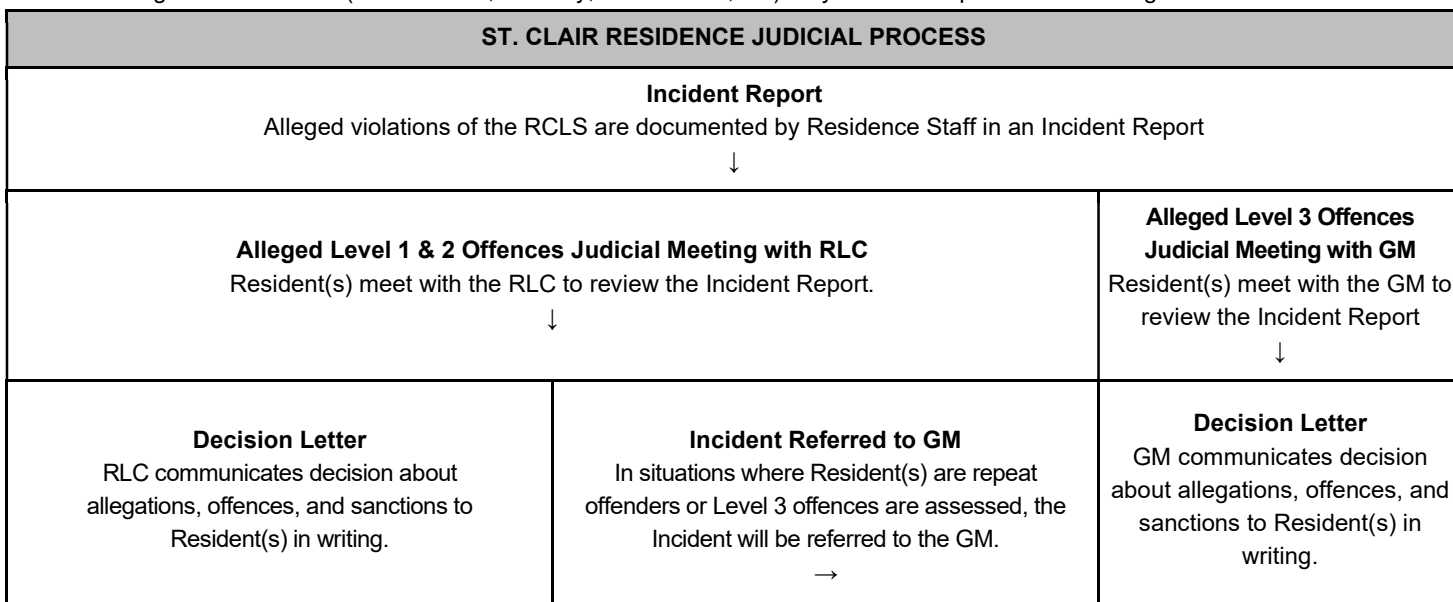 ST. CLAIR RESIDENCE JUDICIAL PROCESS
Incident Report
Alleged violations of the RCLS are documented by Residence Staff in an Incident Report
↓
Alleged Level 1 & 2 Offences Judicial Meeting with RLC
Resident(s) meet with the RLC to review the Incident Report.
↓
Alleged Level 3 Offences
Judicial Meeting with GM
Resident(s) meet with the GM to
review the Incident Report
↓
Decision Letter
RLC communicates decision about
allegations, offences, and sanctions to
Resident(s) in writing.
Incident Referred to GM
In situations where Resident(s) are repeat
offenders or Level 3 offences are assessed, the
Incident will be referred to the GM.
→
Decision Letter
GM communicates decision
about allegations, offences, and
sanctions to Resident(s) in
writing.